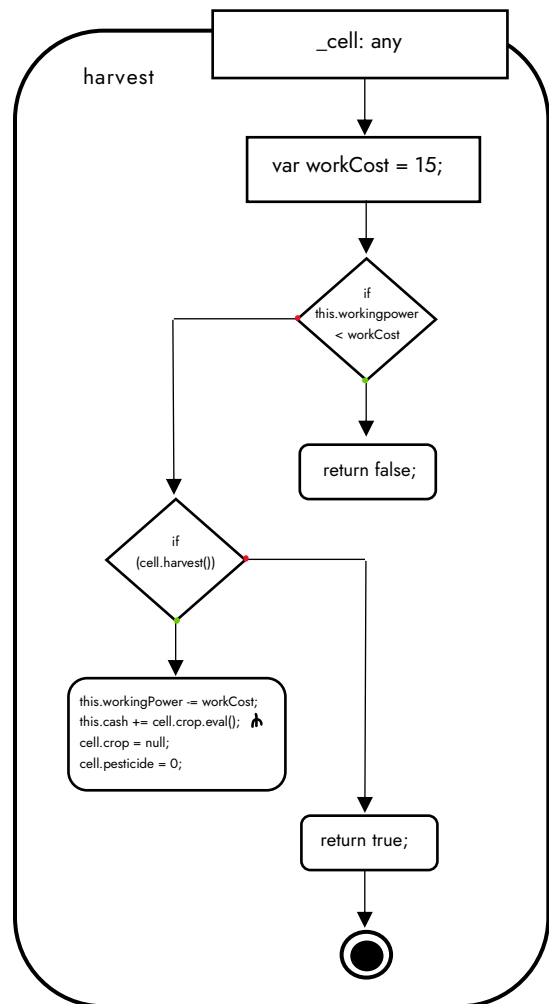 _cell: any
harvest
var workCost = 15;
if
this.workingpower
< workCost
return false;
if
(cell.harvest())
this.workingPower -= workCost;
this.cash += cell.crop.eval();
cell.crop = null;
cell.pesticide = 0;
return true;